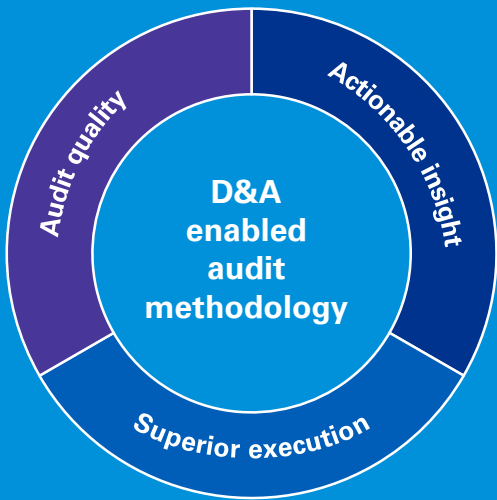 Audit quality
Actionable insight
D&A
enabled
audit
methodology
Superior execution